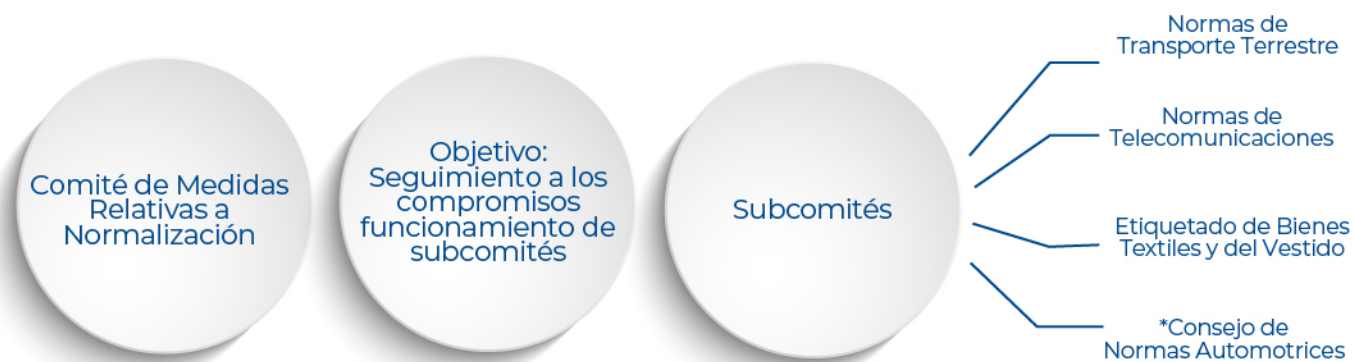 Comité de Medidas
Relativas a
Normalización
Objetivo:
Seguimiento a los
compromisos
funcionamiento de
subcomités
Subcomités
Normas de
Transporte Terrestre
Normas de
Telecomunicaciones
Etiquetado de Bienes
Textiles y del Vestido
*Consejo de
Normas Automotrices